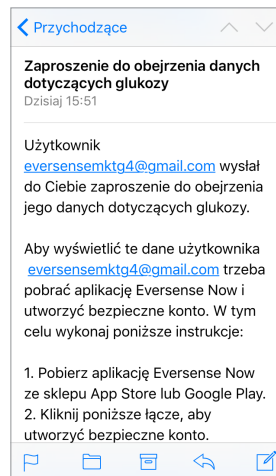 Przychodzące
Zaproszenie do obejrzenia danych
dotyczących glukozy
Dzisiaj 15:51
Użytkownik
eversensemktg4@gmail.com wysłał
do Ciebie zaproszenie do obejrzenia
jego danych dotyczących glukozy.
Aby wyświetlić te dane użytkownika
eversensemktg4@gmail.com trzeba
pobrać aplikację Eversense Now i
utworzyć bezpieczne konto. W tym
celu wykonaj poniższe instrukcje:
1. Pobierz aplikację Eversense Now
ze sklepu App Store lub Google Play.
2. Kliknij poniższe łącze, aby
utworzyć bezpieczne konto.